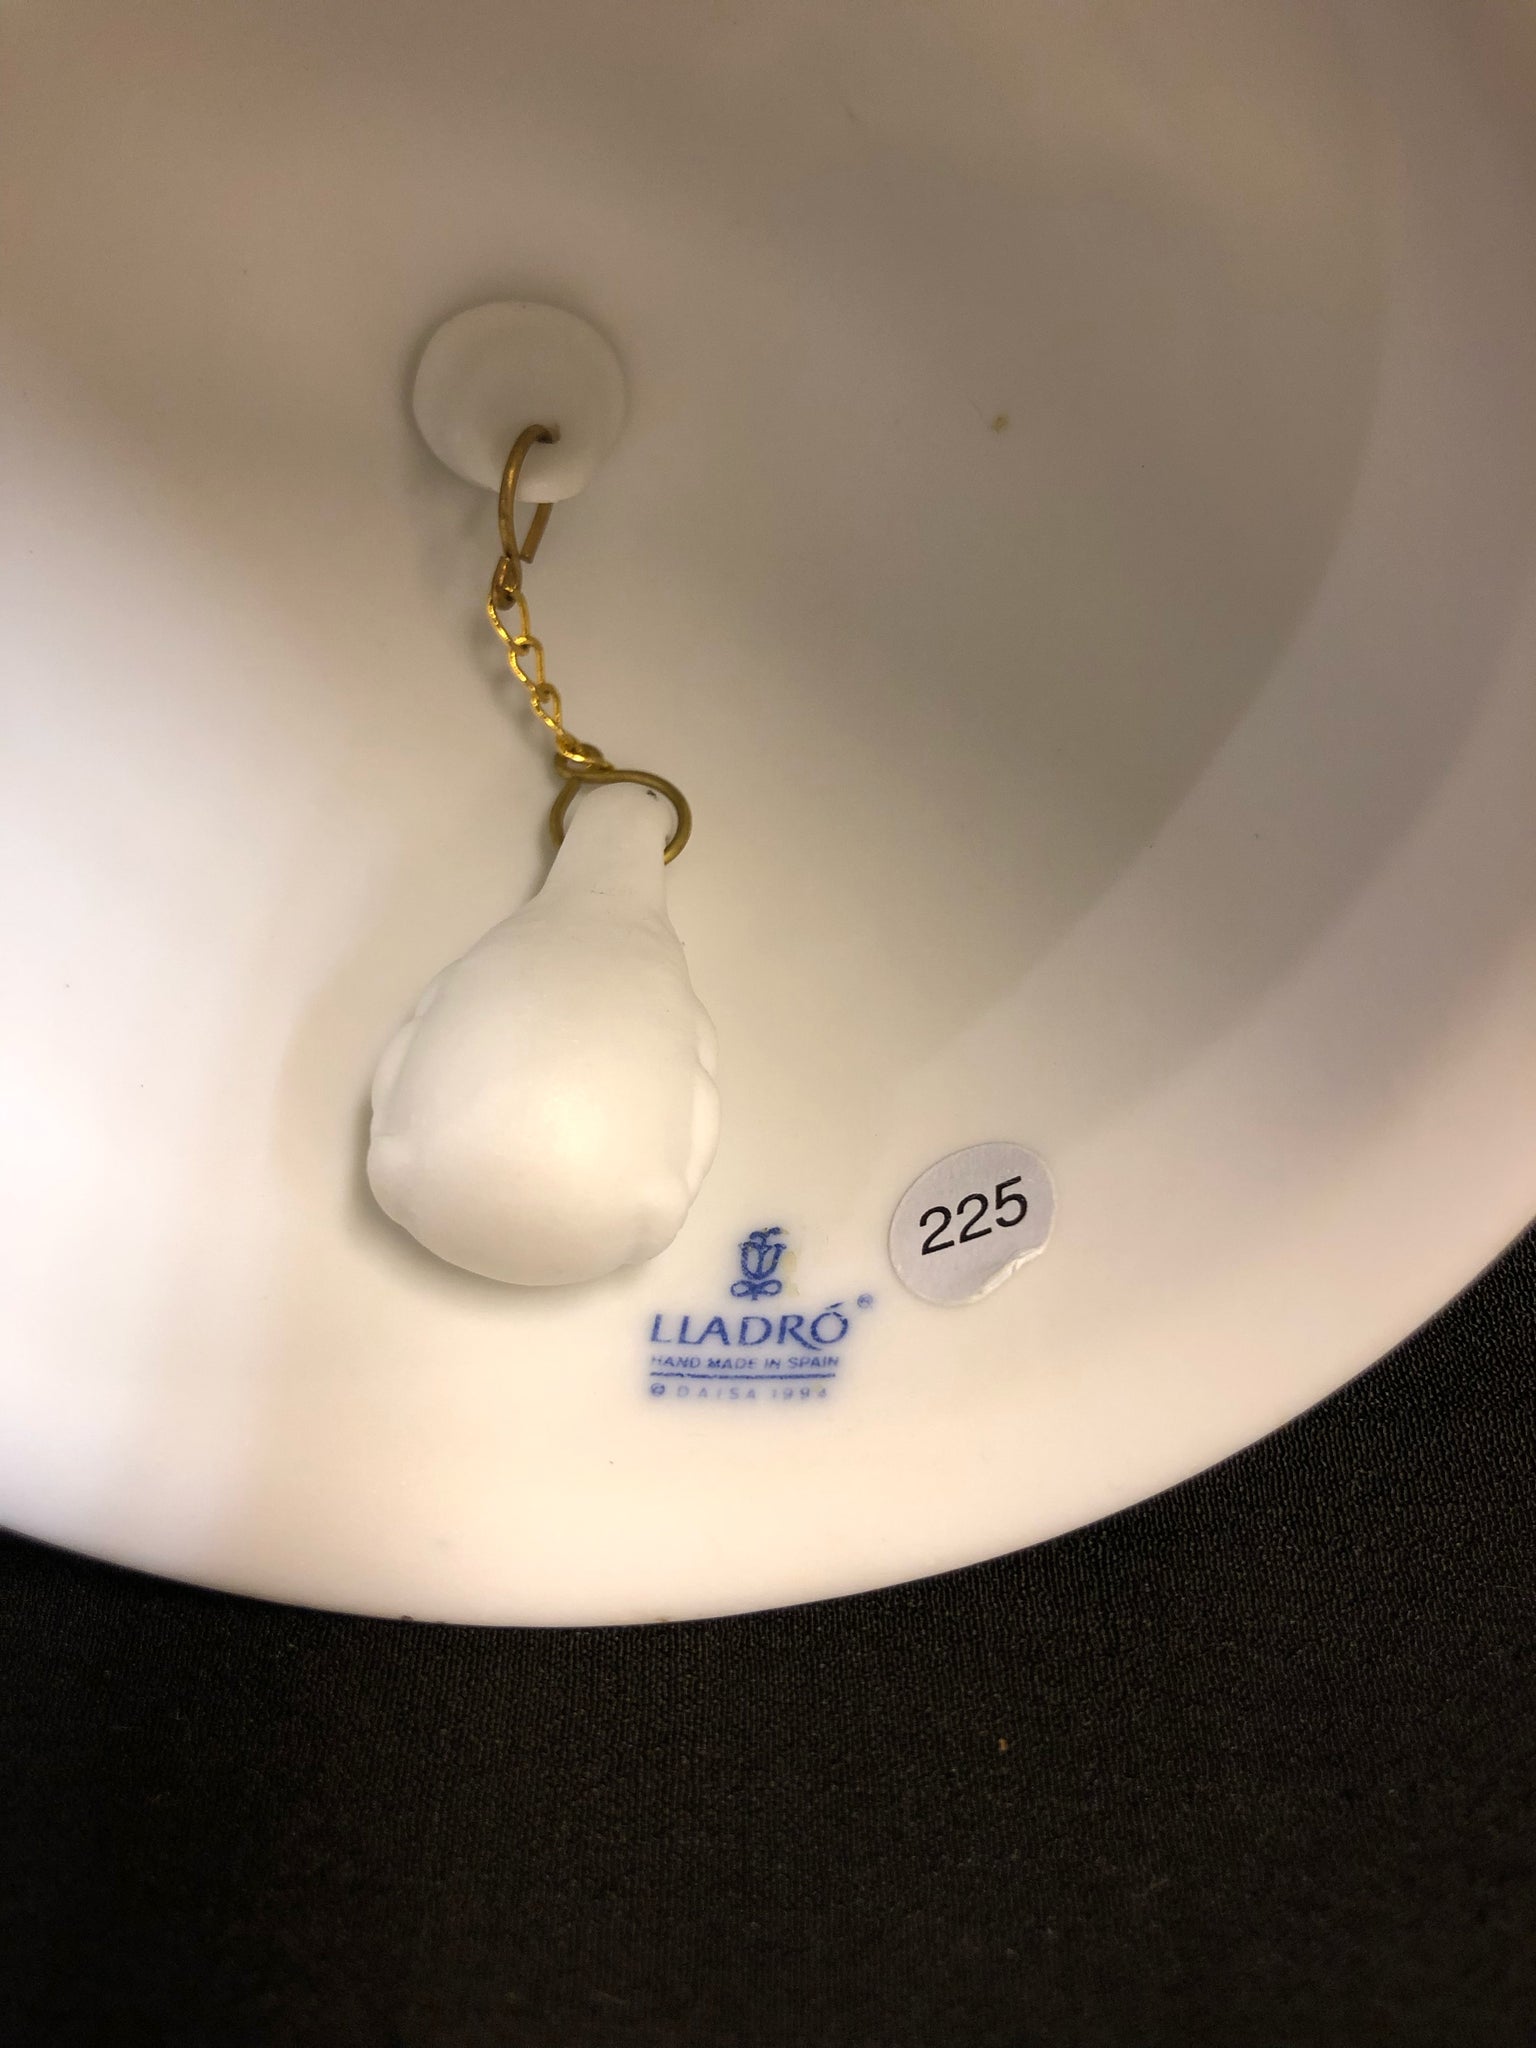 225
LLADRÓ®
HAND MADE IN SPAIN
© DAISA 1994